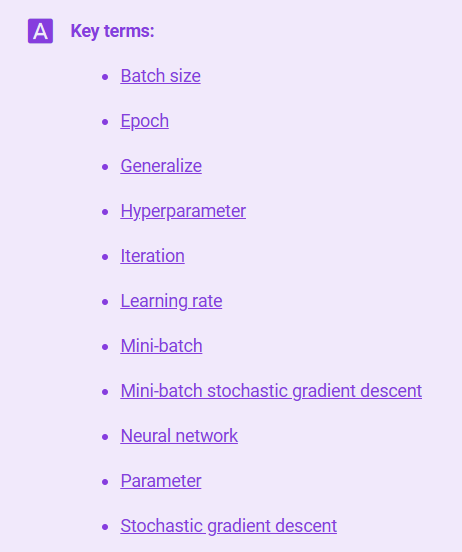 A Key terms:
Batch size
Epoch
Generalize
Hyperparameter
Iteration
Learning rate
Mini-batch
Mini-batch stochastic gradient descent
Neural network
Parameter
Stochastic gradient descent